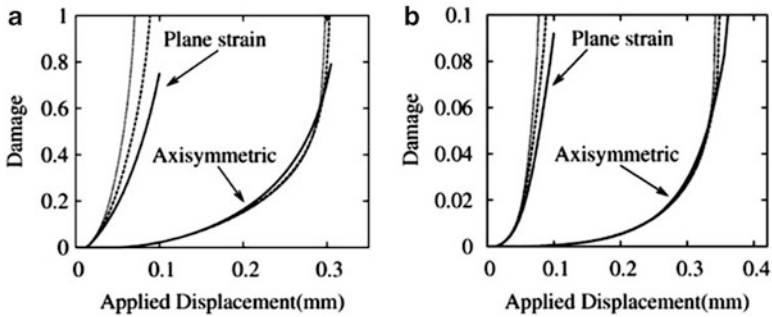 a
1
0.8
0.6
0.4
0.2
0
Damage
Plane strain
Axisymmetric
0 0.1 0.2 0.3
Applied Displacement(mm)
b
0.1
0.08
0.06
0.04
0.02
0
Damage
Plane strain
Axisymmetric
0 0.1 0.2 0.3 0.4
Applied Displacement(mm)